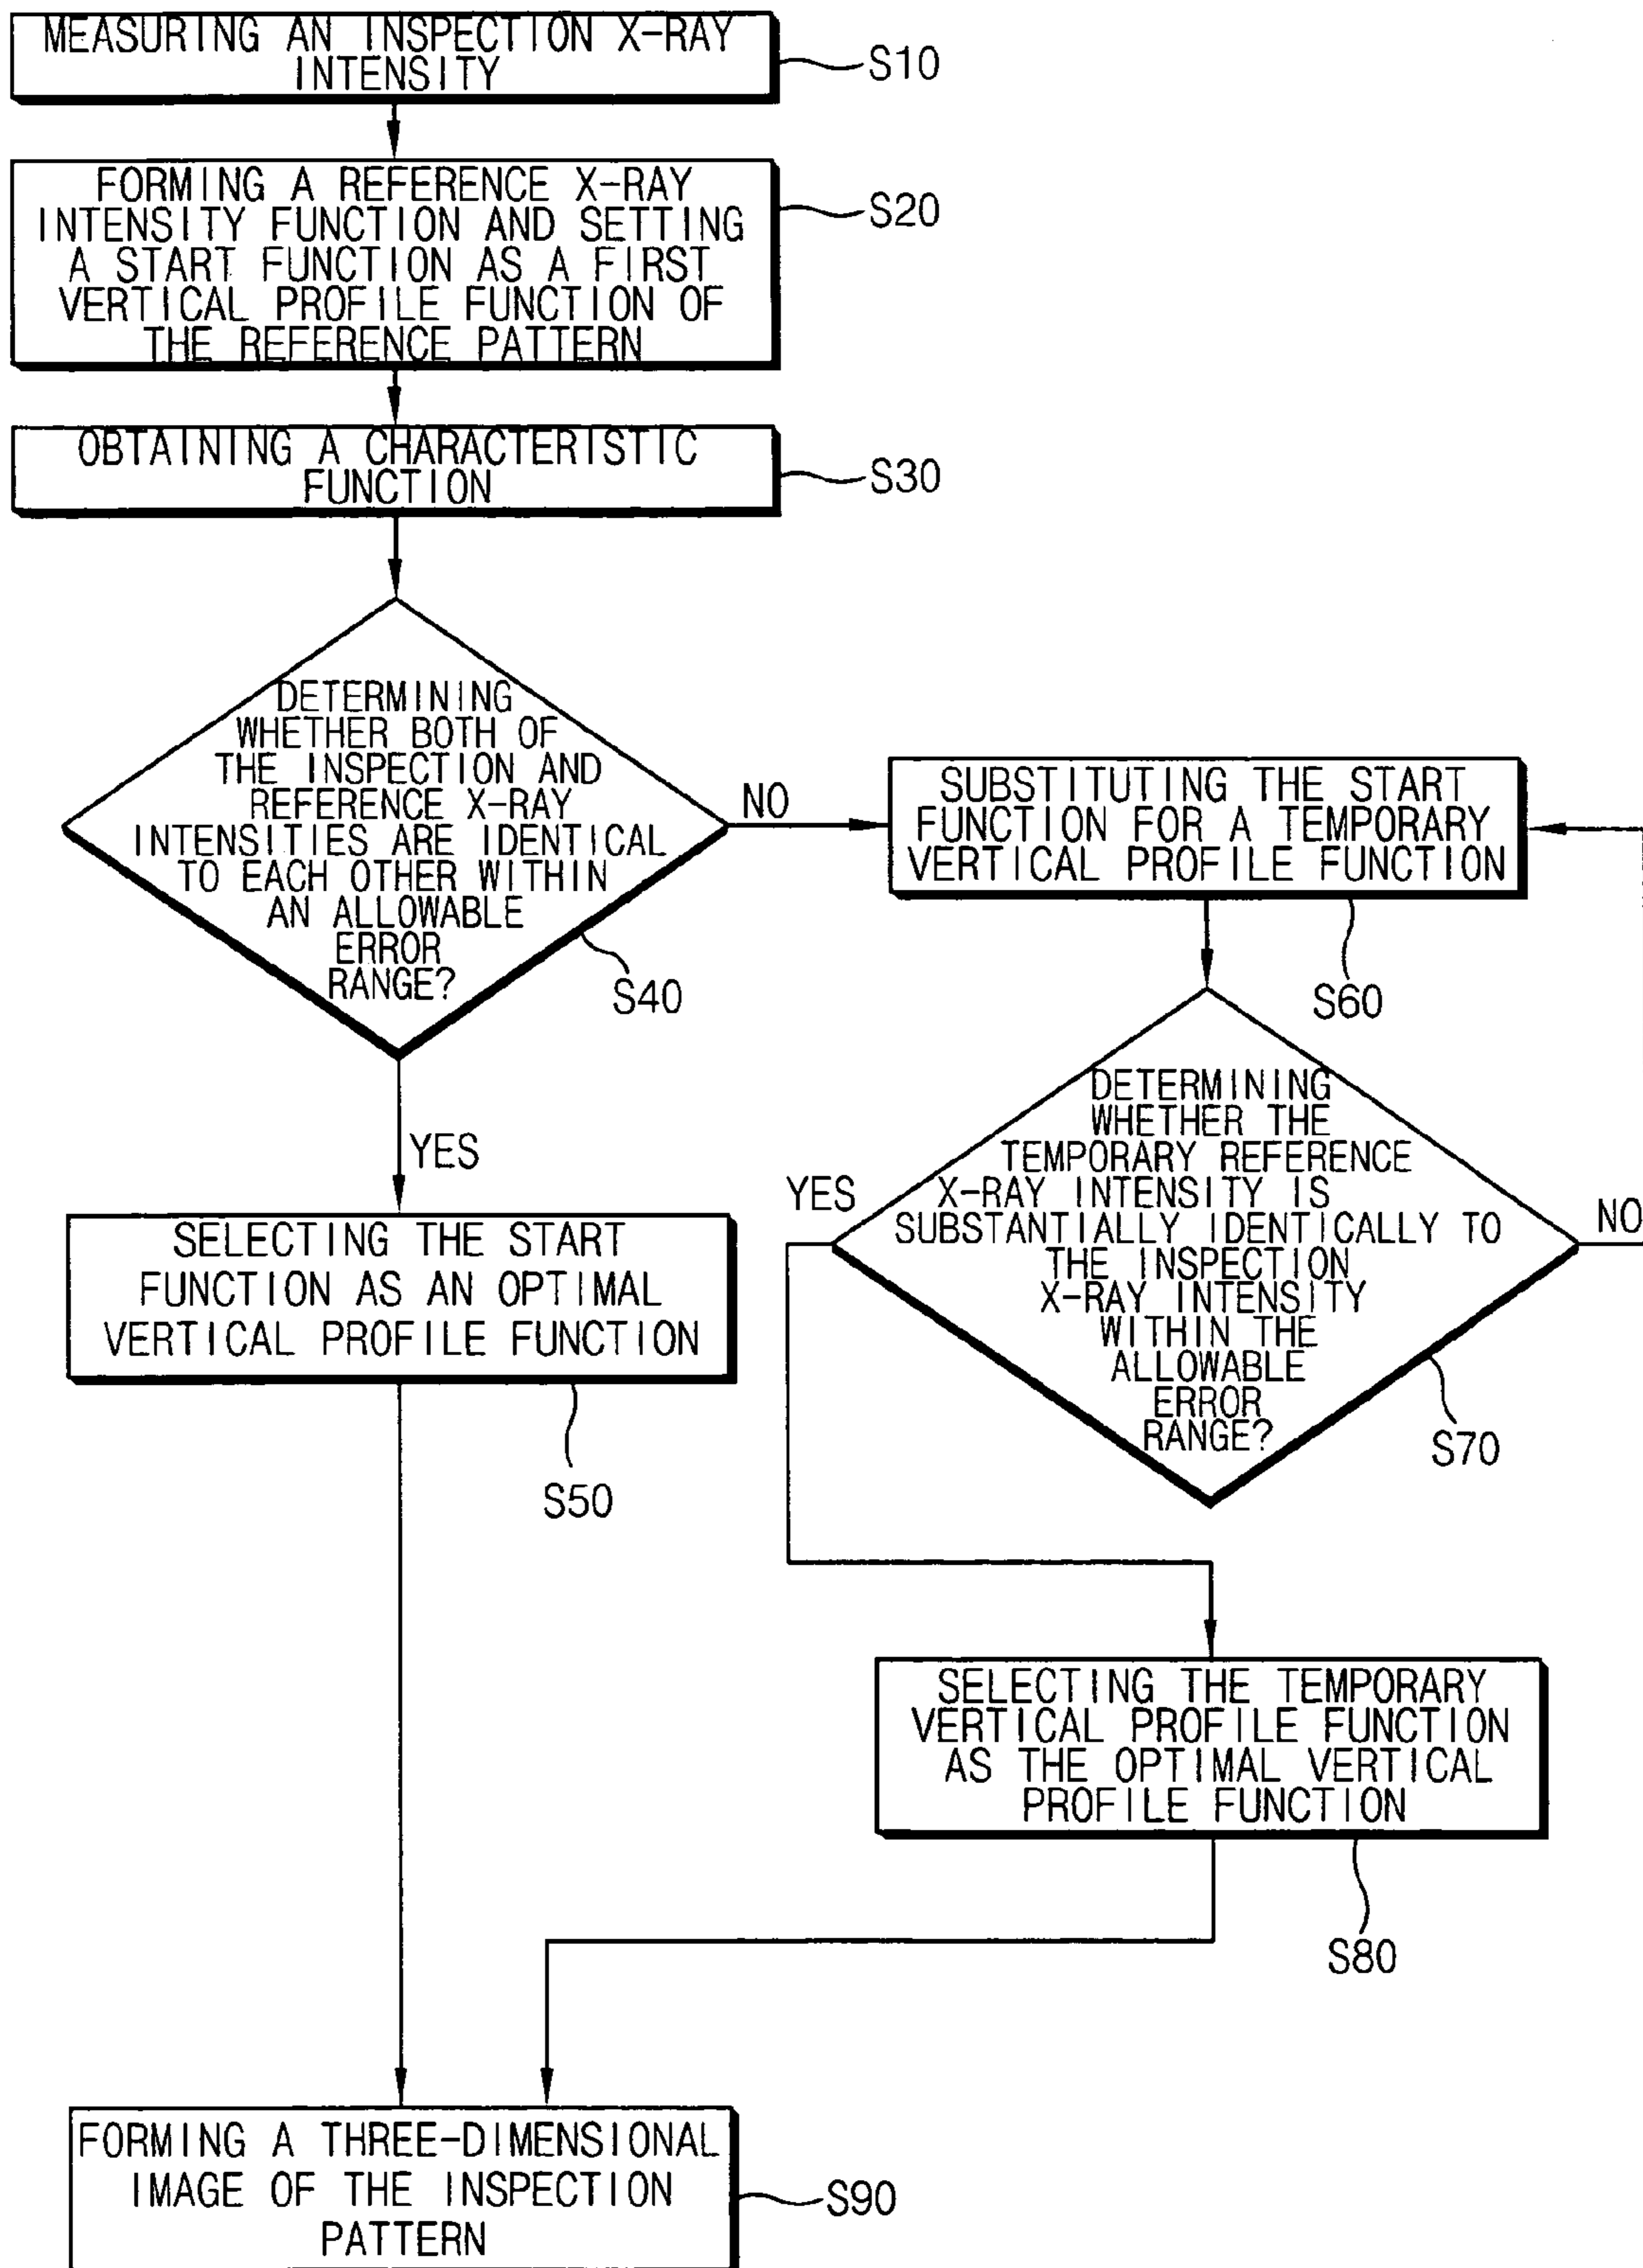 MEASURING AN INSPECTION X-RAY
INTENSITY
S10
FORMING A REFERENCE X-RAY
INTENSITY FUNCTION AND SETTING
A START FUNCTION AS A FIRST
VERTICAL PROFILE FUNCTION OF
THE REFERENCE PATTERN
S20
OBTAINING A CHARACTERISTIC
FUNCTION
S30
DETERMINING
WHETHER BOTH OF
THE INSPECTION AND
REFERENCE X-RAY
INTENSITIES ARE IDENTICAL
TO EACH OTHER WITHIN
AN ALLOWABLE
ERROR
RANGE?
S40
NO
YES
SELECTING THE START
FUNCTION AS AN OPTIMAL
VERTICAL PROFILE FUNCTION
S50
SUBSTITUTING THE START
FUNCTION FOR A TEMPORARY
VERTICAL PROFILE FUNCTION
S60
DETERMINING
WHETHER THE
TEMPORARY REFERENCE
X-RAY INTENSITY IS
SUBSTANTIALLY IDENTICALLY TO
THE INSPECTION
X-RAY INTENSITY
WITHIN THE
ALLOWABLE
ERROR
RANGE?
S70
YES
NO
SELECTING THE TEMPORARY
VERTICAL PROFILE FUNCTION
AS THE OPTIMAL VERTICAL
PROFILE FUNCTION
S80
FORMING A THREE-DIMENSIONAL
IMAGE OF THE INSPECTION
PATTERN
S90